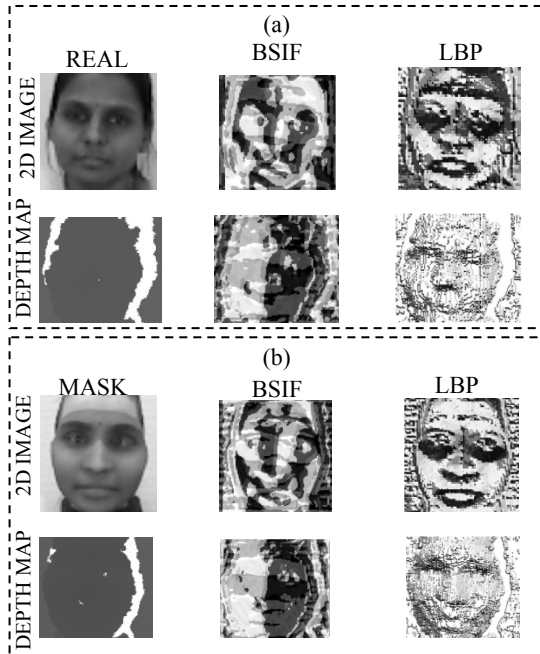 (a)
REAL BSIF LBP
2D IMAGE
DEPTH MAP
(b)
MASK BSIF LBP
2D IMAGE
DEPTH MAP